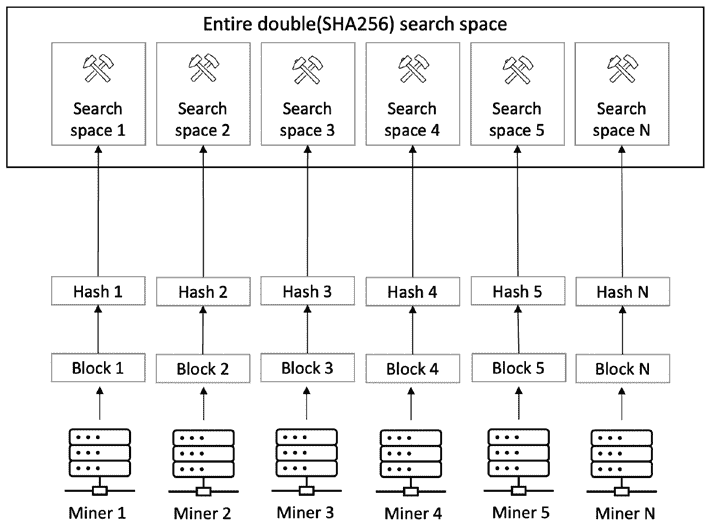 Entire double(SHA256) search space
Search space 1
Search space 2
Search space 3
Search space 4
Search space 5
Search space N
Hash 1
Hash 2
Hash 3
Hash 4
Hash 5
Hash N
Block 1
Block 2
Block 3
Block 4
Block 5
Block N
Miner 1
Miner 2
Miner 3
Miner 4
Miner 5
Miner N